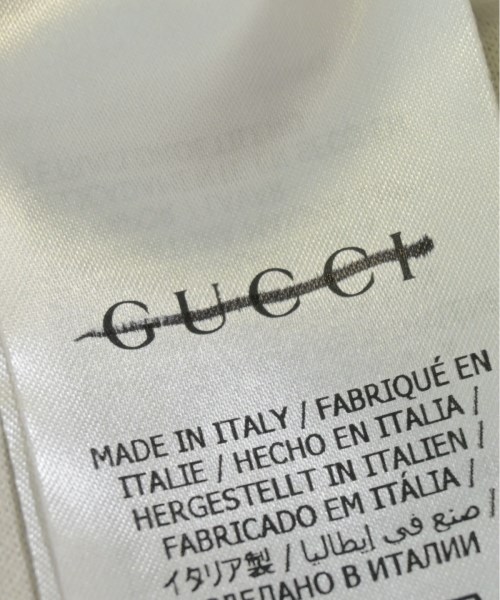 GUCCI
MADE IN ITALY / FABRIQUÉ EN
ITALIE / HECHO EN ITALIA /
HERGESTELLT IN ITALIEN /
FABRICADO EM ITÁLIA /
イタリア製 / صنع في إيطاليا /
СДЕЛАНО В ИТАЛИИ